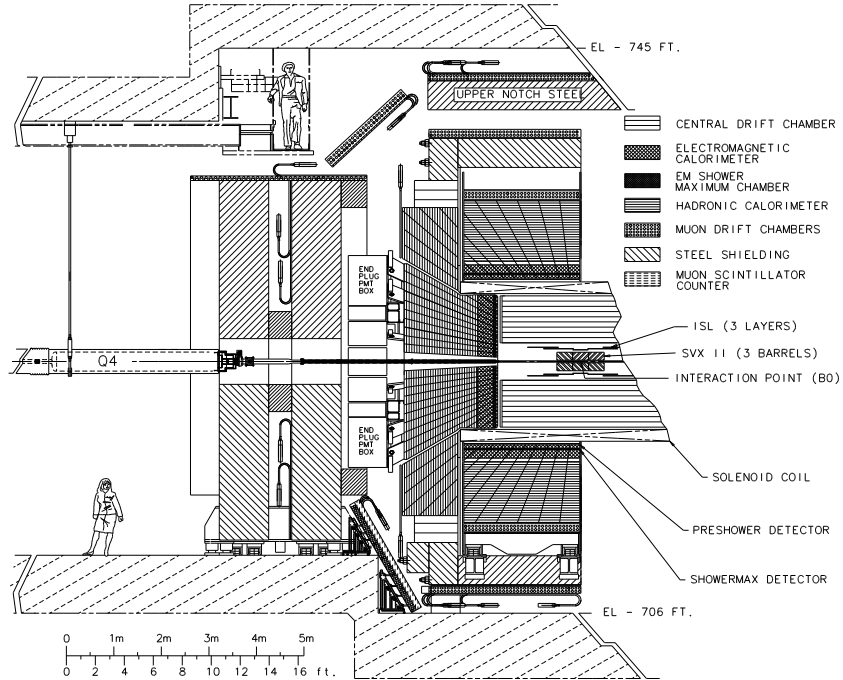 EL - 745 FT.
UPPER NOTCH STEEL
CENTRAL DRIFT CHAMBER
ELECTROMAGNETIC
CALORIMETER
EM SHOWER
MAXIMUM CHAMBER
HADRONIC CALORIMETER
MUON DRIFT CHAMBERS
STEEL SHIELDING
MUON SCINTILLATOR
COUNTER
END
PLUG
PMT
BOX
ISL (3 LAYERS)
SVX II (3 BARRELS)
INTERACTION POINT (B0)
Q4
END
PLUG
PMT
BOX
SOLENOID COIL
PRESHOWER DETECTOR
SHOWERMAX DETECTOR
EL - 706 FT.
0 1m 2m 3m 4m 5m
0 2 4 6 8 10 12 14 16 ft.